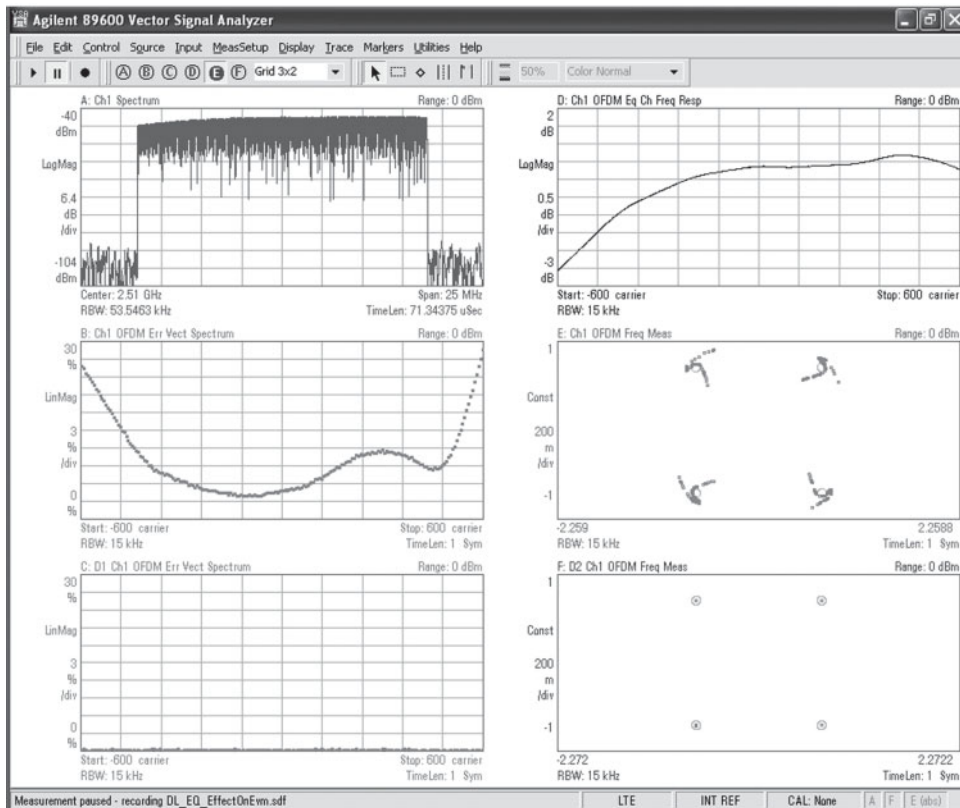 VSA
Agilent 89600 Vector Signal Analyzer
File Edit Control Source Input MeasSetup Display Trace Markers Utilities Help
A B C D E F Grid 3x2 50% Color Normal
A: Ch1 Spectrum Range: 0 dBm
-40
dBm
LogMag
6.4
dB
/div
-104
dBm
Center: 2.51 GHz Span: 25 MHz
RBW: 53.5463 kHz TimeLen: 71.34375 uSec
D: Ch1 OFDM Eq Ch Freq Resp Range: 0 dBm
2
dB
LogMag
0.5
dB
/div
-3
dB
Start: -600 carrier Stop: 600 carrier
RBW: 15 kHz
B: Ch1 OFDM Err Vect Spectrum Range: 0 dBm
30
%
LinMag
3
%
/div
0
%
Start: -600 carrier Stop: 600 carrier
RBW: 15 kHz TimeLen: 1 Sym
E: Ch1 OFDM Freq Meas Range: 0 dBm
1
Const
200
m
/div
-1
-2.259 2.2588
RBW: 15 kHz TimeLen: 1 Sym
C: D1 Ch1 OFDM Err Vect Spectrum Range: 0 dBm
30
%
LinMag
3
%
/div
0
%
Start: -600 carrier Stop: 600 carrier
RBW: 15 kHz TimeLen: 1 Sym
F: D2 Ch1 OFDM Freq Meas Range: 0 dBm
1
Const
200
m
/div
-1
-2.272 2.2722
RBW: 15 kHz TimeLen: 1 Sym
Measurement paused - recording DL_EQ_EffectOnEvm.sdf LTE INT REF CAL: None A F E (abs)